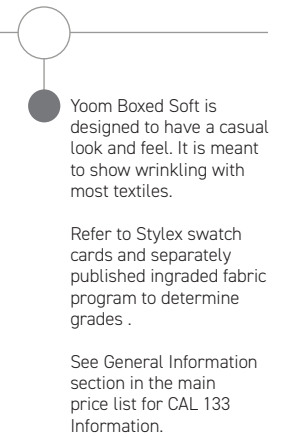 Yoom Boxed Soft is
designed to have a casual
look and feel. It is meant
to show wrinkling with
most textiles.
Refer to Stylex swatch
cards and separately
published ingraded fabric
program to determine
grades .
See General Information
section in the main
price list for CAL 133
Information.